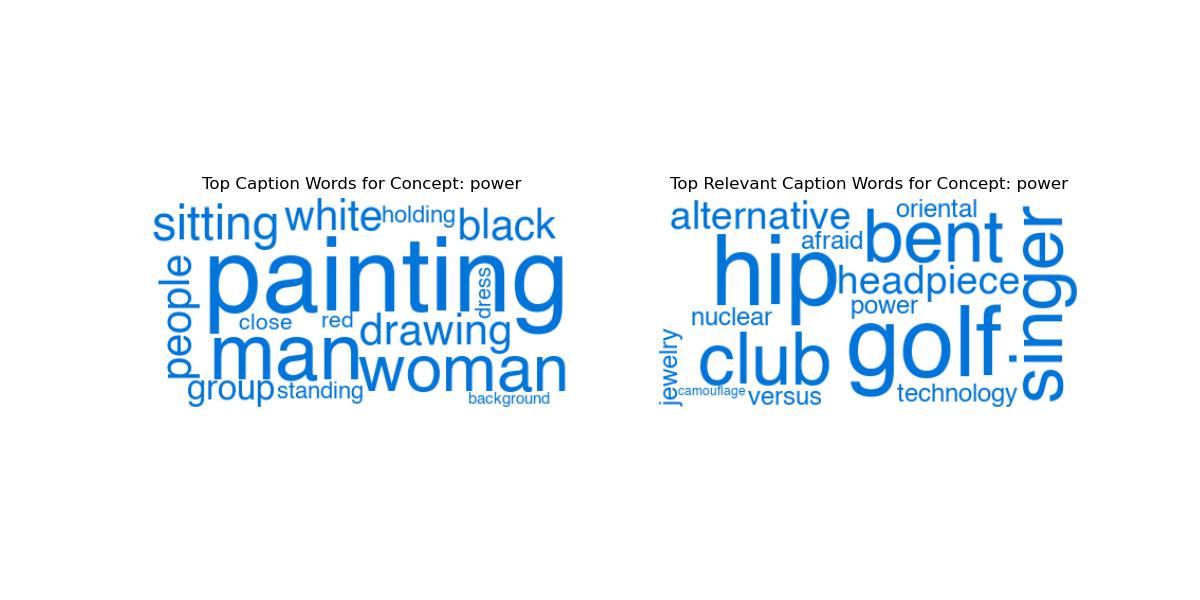 Top Caption Words for Concept: power
sitting white holding black
people painting dress
close red drawing
man woman
group standing background
Top Relevant Caption Words for Concept: power
alternative oriental
afraid bent singer
hip headpiece
nuclear power
jewelry club golf
camouflage versus technology